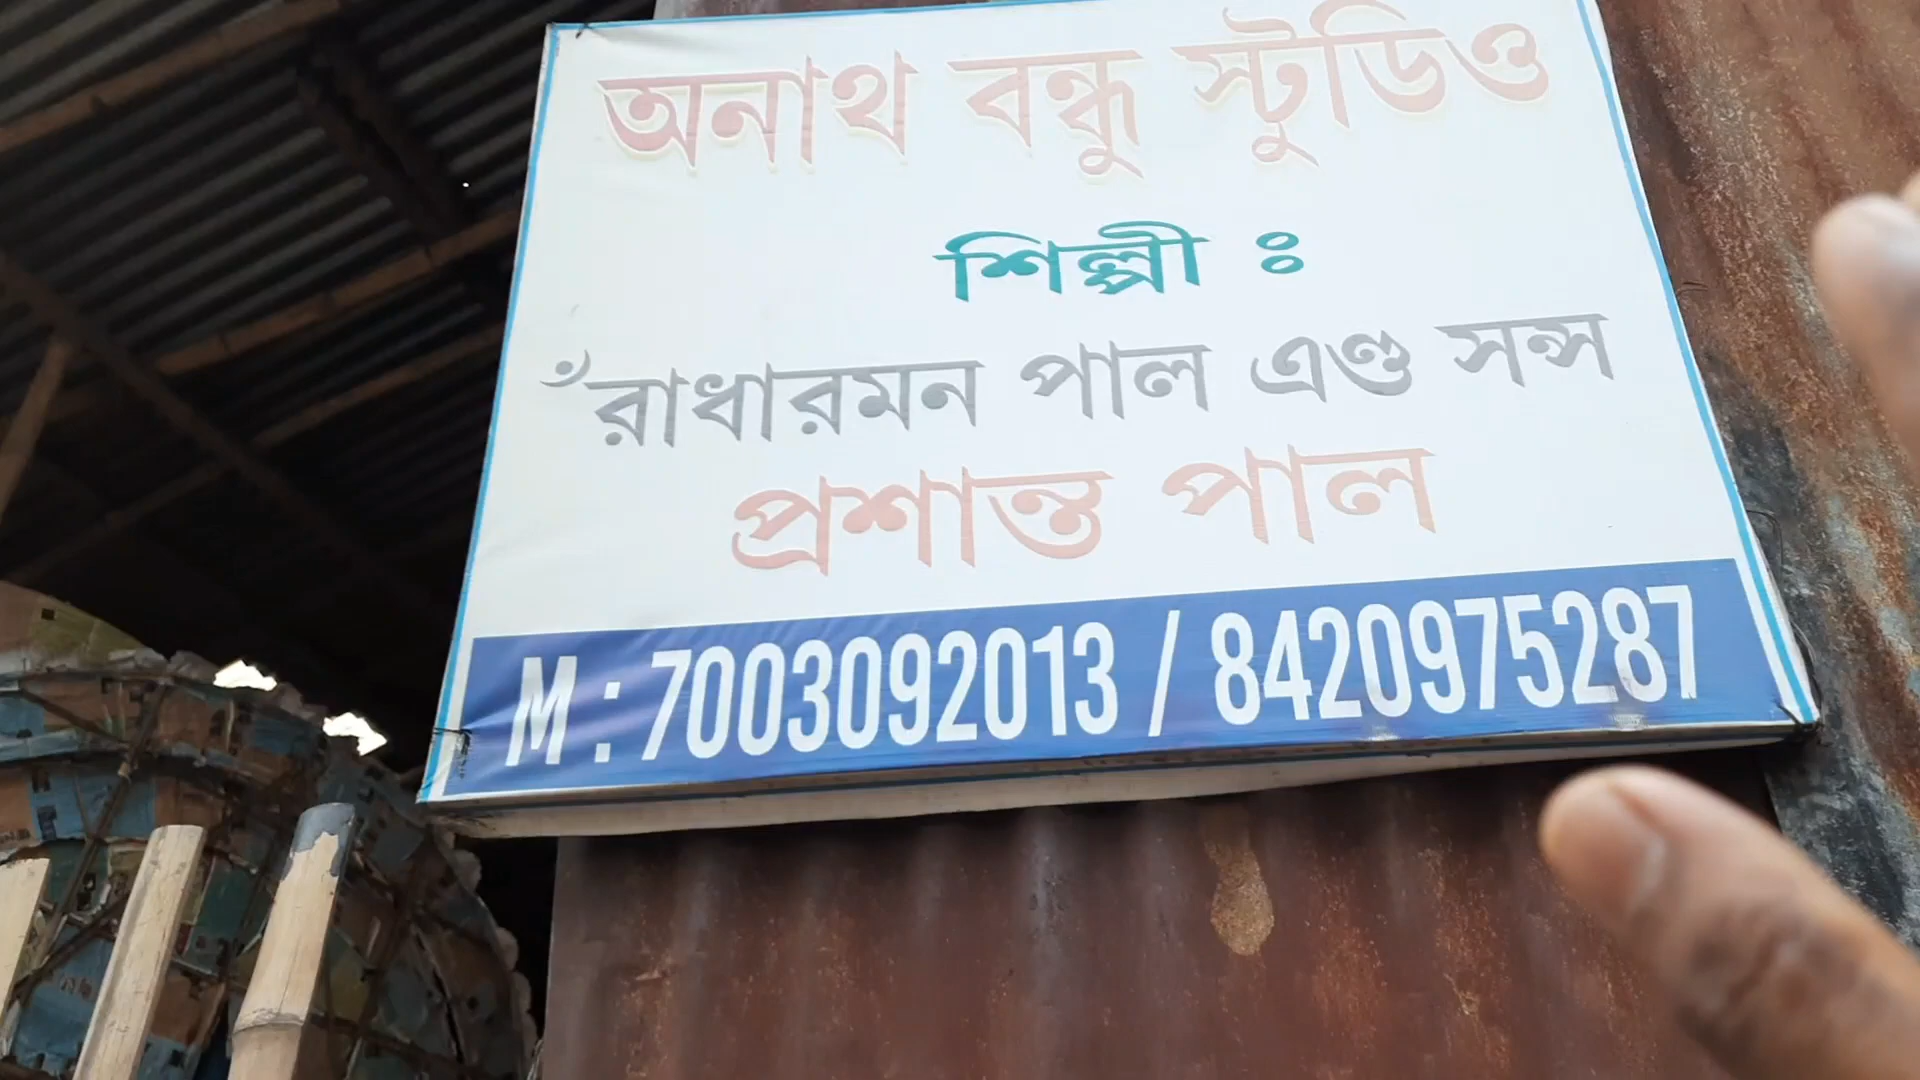 অনাথ বন্ধু স্টুডিও
শিল্পী ঃ
ঁরাধারমন পাল এণ্ড সন্স
প্রশান্ত পাল
M : 7003092013 / 8420975287